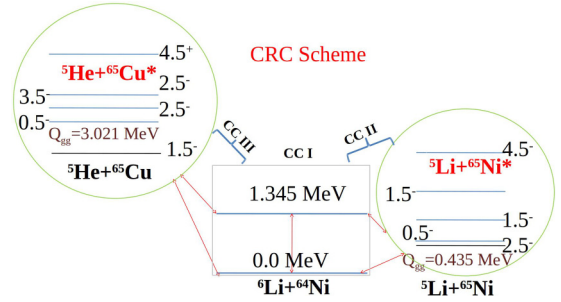 CRC Scheme
4.5⁺
⁵He+⁶⁵Cu*
2.5⁻
3.5⁻
2.5⁻
0.5⁻
Q_gg=3.021 MeV
1.5⁻
⁵He+⁶⁵Cu
CC III
CC I
CC II
1.345 MeV
0.0 MeV
⁶Li+⁶⁴Ni
4.5⁻
⁵Li+⁶⁵Ni*
1.5⁻
1.5⁻
0.5⁻
2.5⁻
Q_gg=0.435 MeV
⁵Li+⁶⁵Ni